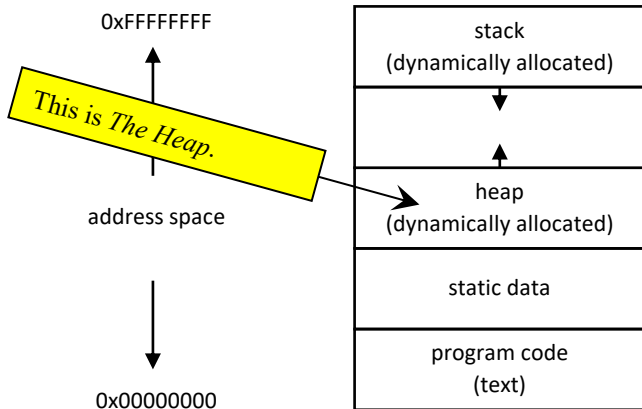 0xFFFFFFFF
stack
(dynamically allocated)
This is The Heap.
address space
heap
(dynamically allocated)
static data
program code
(text)
0x00000000